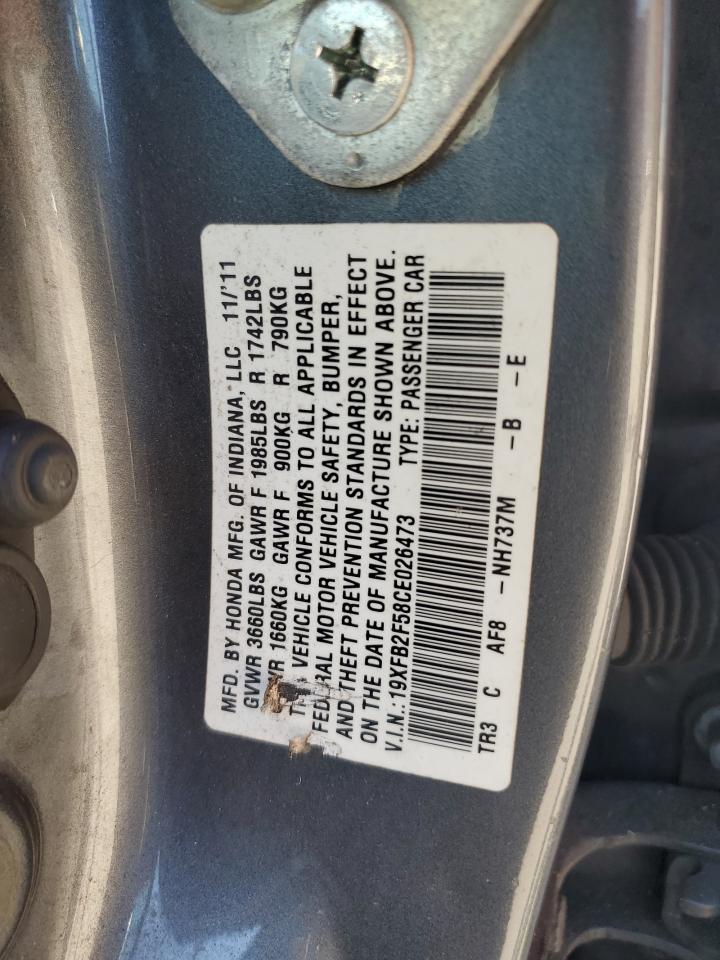 MFD. BY HONDA MFG. OF INDIANA, LLC 11/'11
GVWR 3660LBS GAWR F 1985LBS R 1742LBS
1660KG GAWR F 900KG R 790KG
VEHICLE CONFORMS TO ALL APPLICABLE
MOTOR VEHICLE SAFETY, BUMPER,
AND THEFT PREVENTION STANDARDS IN EFFECT
ON THE DATE OF MANUFACTURE SHOWN ABOVE.
V.I.N.: 19XFB2F58CE026473 TYPE: PASSENGER CAR
TR3 C AF8 -NH737M -B -E